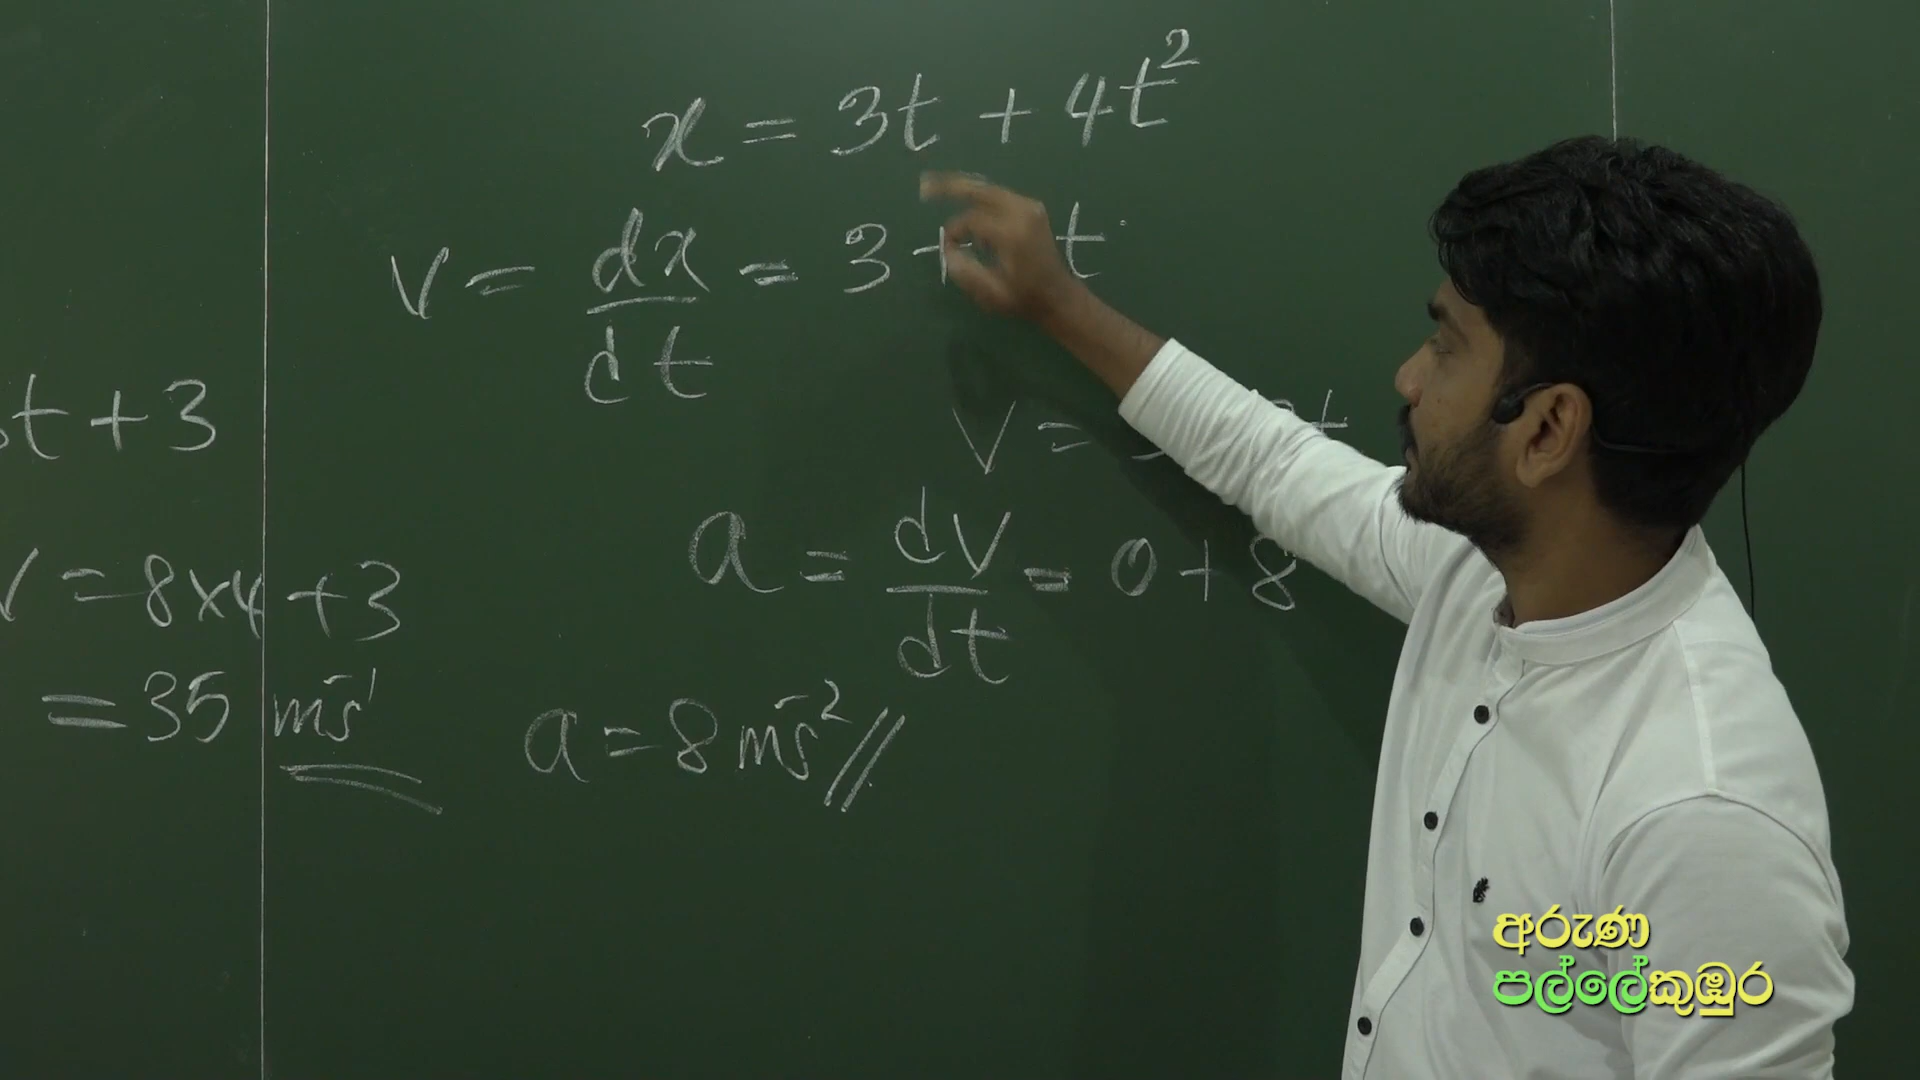 x = 3t + 4t²
v = dx/dt = 3 + t
t + 3
v =
a = dv/dt = 0 + 8
v = 8x4 + 3
= 35 ms⁻¹
a = 8 ms⁻² //
අරුණ
පල්ලේකුඹුර